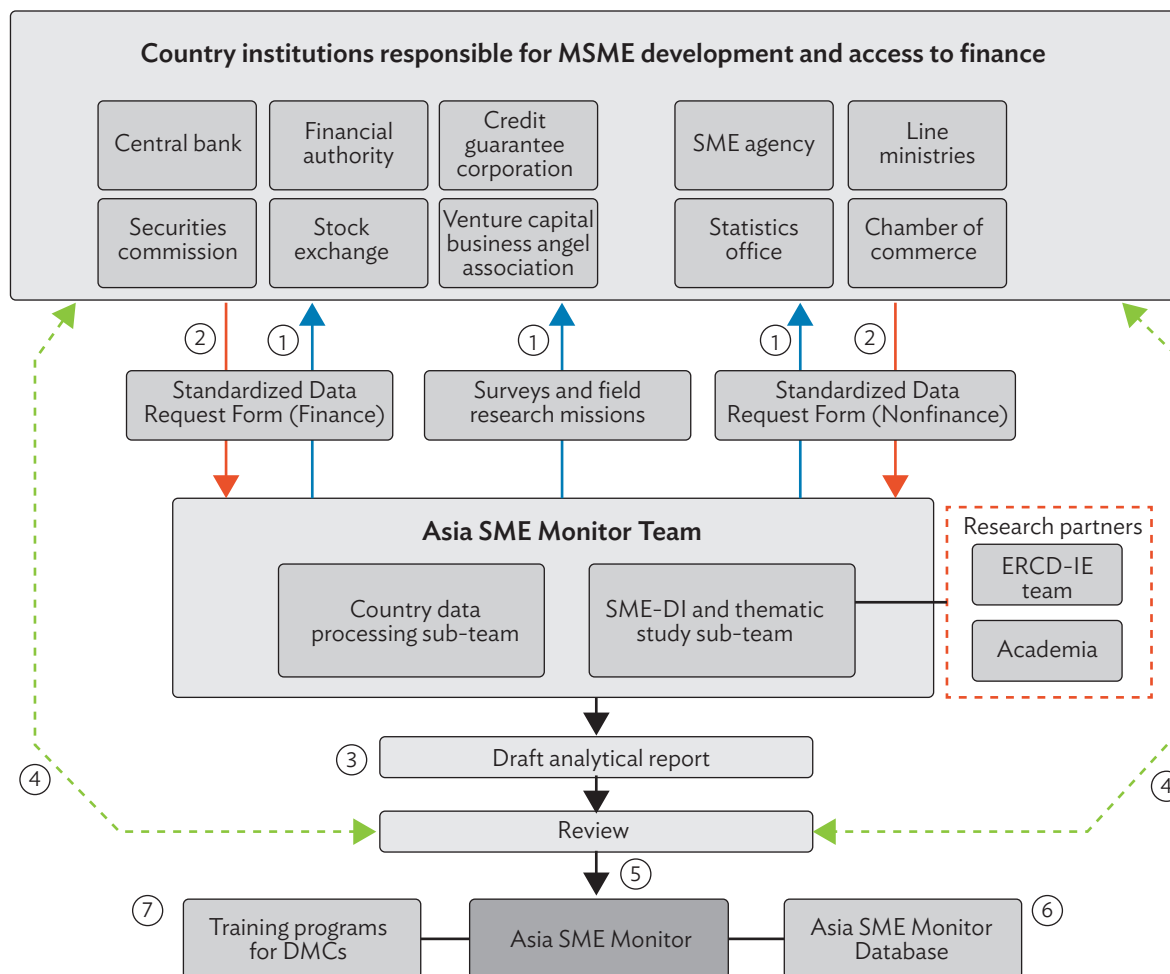 Country institutions responsible for MSME development and access to finance
Central bank
Financial
authority
Credit
guarantee
corporation
SME agency
Line
ministries
Securities
commission
Stock
exchange
Venture capital
business angel
association
Statistics
office
Chamber of
commerce
2
1
1
1
2
Standardized Data
Request Form (Finance)
Surveys and field
research missions
Standardized Data
Request Form (Nonfinance)
Asia SME Monitor Team
Country data
processing sub-team
SME-DI and thematic
study sub-team
Research partners
ERCD-IE
team
Academia
3
Draft analytical report
4
4
Review
5
7
Training programs
for DMCs
Asia SME Monitor
Asia SME Monitor
Database
6